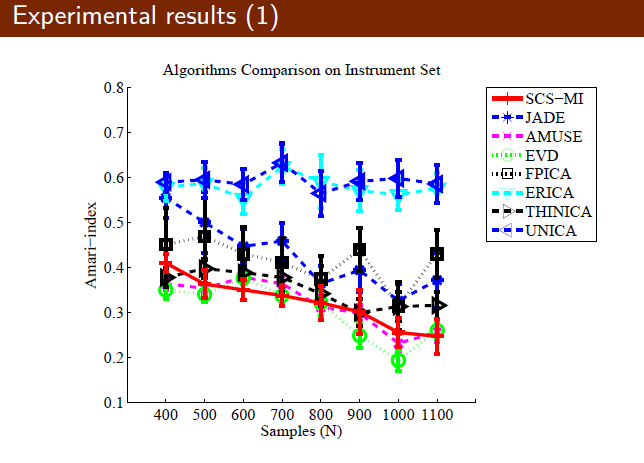 Experimental results (1)
Algorithms Comparison on Instrument Set
0.8
0.7
0.6
0.5
0.4
0.3
0.2
0.1
Amari−index
400 500 600 700 800 900 1000 1100
Samples (N)
SCS−MI
JADE
AMUSE
EVD
FPICA
ERICA
THINICA
UNICA